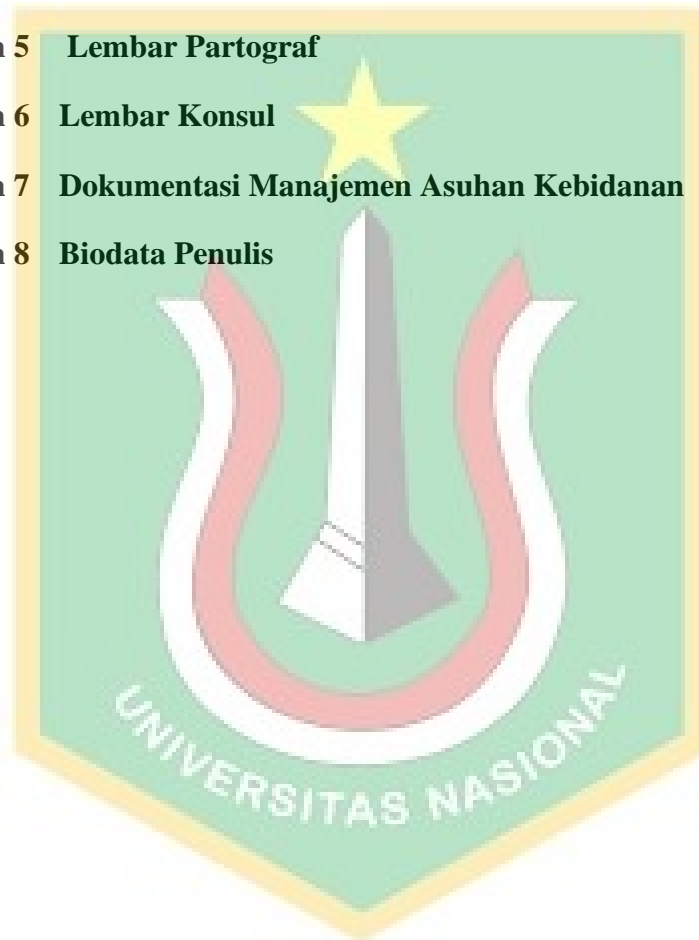 n 5 Lembar Partograf
n 6 Lembar Konsul
n 7 Dokumentasi Manajemen Asuhan Kebidanan
n 8 Biodata Penulis
UNIVERSITAS NASIONAL